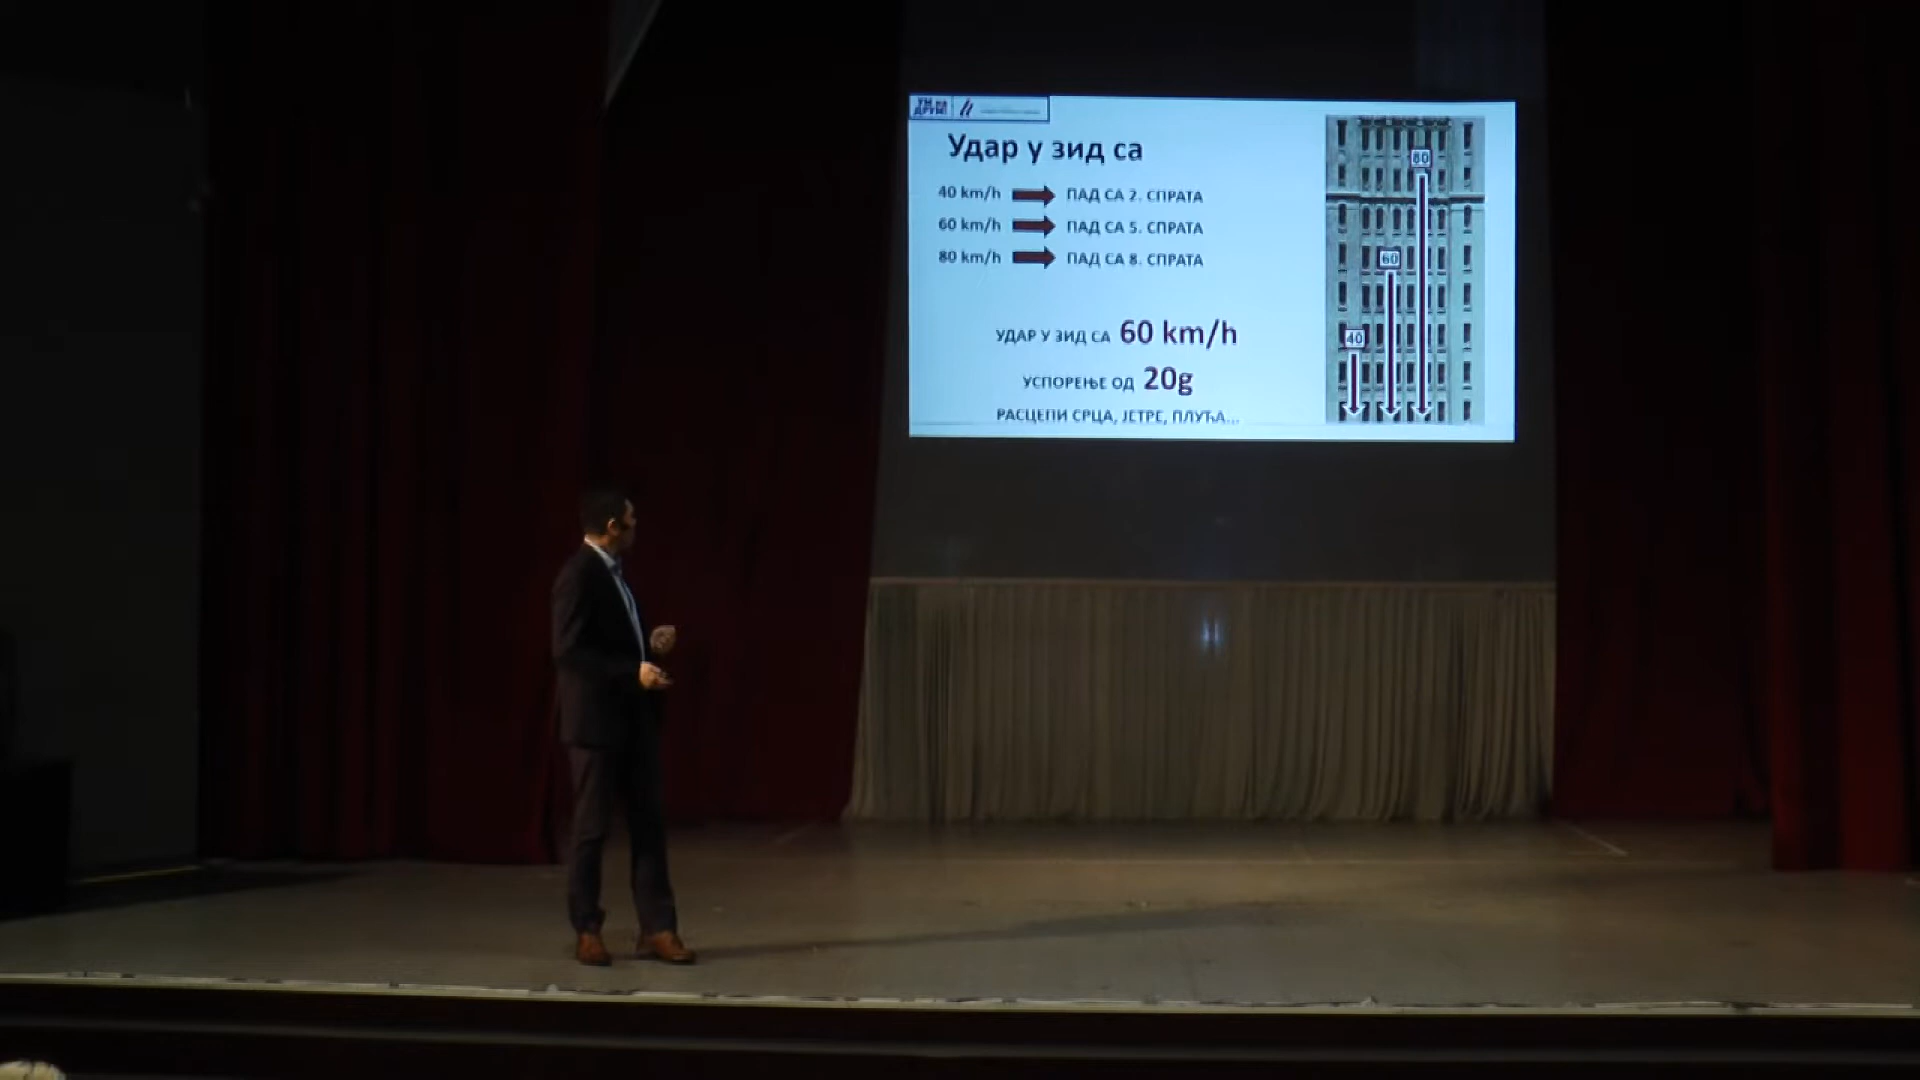 Удар у зид са
40 km/h ПАД СА 2. СПРАТА
60 km/h ПАД СА 5. СПРАТА
80 km/h ПАД СА 8. СПРАТА
УДАР У ЗИД СА 60 km/h
УСПОРЕЊЕ ОД 20g
РАСЦЕПИ СРЦА, ЈЕТРЕ, ПЛУЋА...
80
60
40